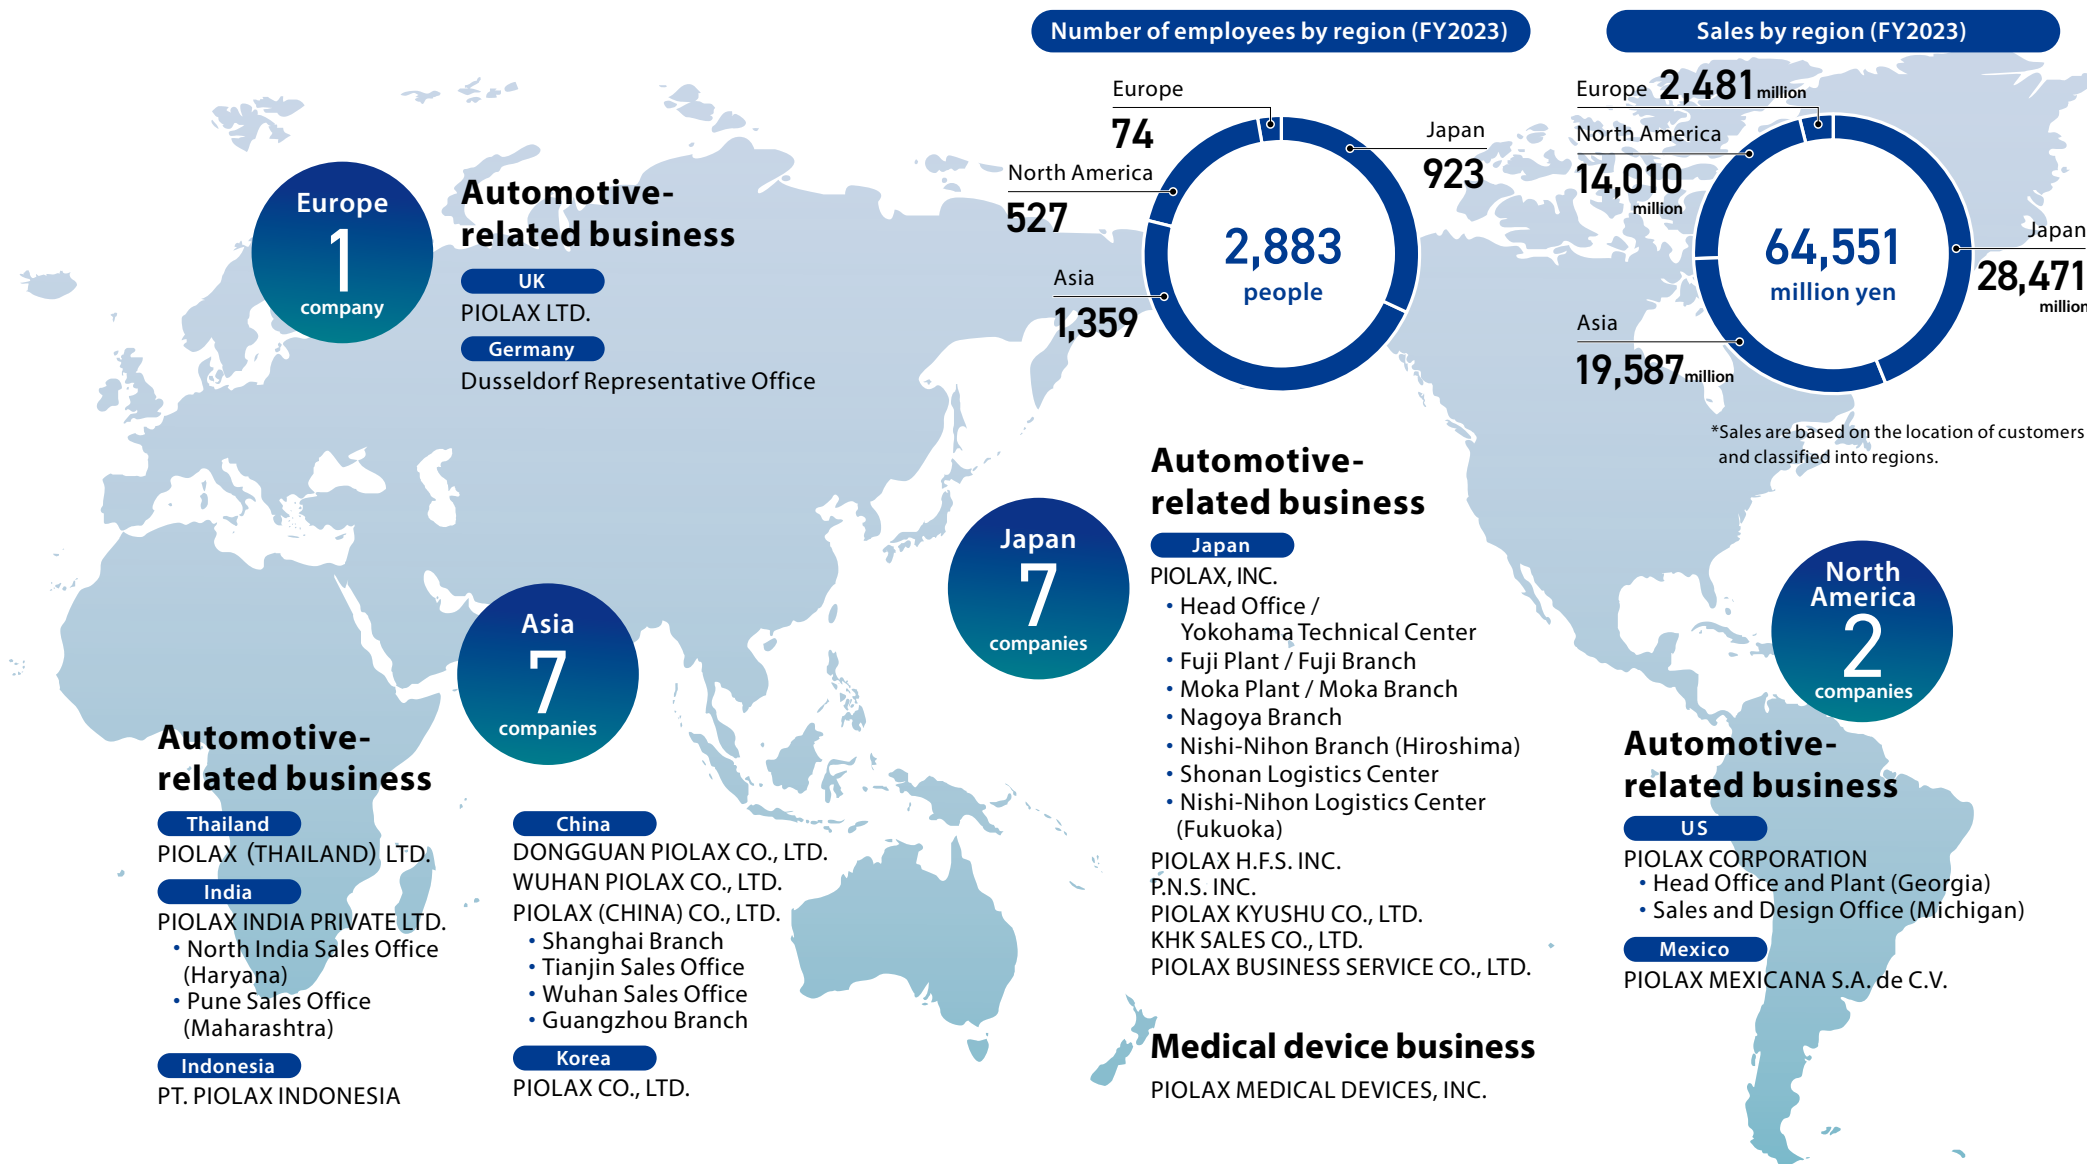 Number of employees by region (FY2023)
Europe
74
North America
527
Asia
1,359
Japan
923
2,883
people
Sales by region (FY2023)
Europe 2,481 million
North America
14,010
million
Asia
19,587 million
Japan
28,471
million
64,551
million yen
*Sales are based on the location of customers
and classified into regions.
Europe
1
company
Automotive-
related business
UK
PIOLAX LTD.
Germany
Dusseldorf Representative Office
Asia
7
companies
Automotive-
related business
Thailand
PIOLAX (THAILAND) LTD.
India
PIOLAX INDIA PRIVATE LTD.
• North India Sales Office
(Haryana)
• Pune Sales Office
(Maharashtra)
Indonesia
PT. PIOLAX INDONESIA
China
DONGGUAN PIOLAX CO., LTD.
WUHAN PIOLAX CO., LTD.
PIOLAX (CHINA) CO., LTD.
• Shanghai Branch
• Tianjin Sales Office
• Wuhan Sales Office
• Guangzhou Branch
Korea
PIOLAX CO., LTD.
Japan
7
companies
Automotive-
related business
Japan
PIOLAX, INC.
• Head Office /
Yokohama Technical Center
• Fuji Plant / Fuji Branch
• Moka Plant / Moka Branch
• Nagoya Branch
• Nishi-Nihon Branch (Hiroshima)
• Shonan Logistics Center
• Nishi-Nihon Logistics Center
(Fukuoka)
PIOLAX H.F.S. INC.
P.N.S. INC.
PIOLAX KYUSHU CO., LTD.
KHK SALES CO., LTD.
PIOLAX BUSINESS SERVICE CO., LTD.
Medical device business
PIOLAX MEDICAL DEVICES, INC.
North
America
2
companies
Automotive-
related business
US
PIOLAX CORPORATION
• Head Office and Plant (Georgia)
• Sales and Design Office (Michigan)
Mexico
PIOLAX MEXICANA S.A. de C.V.